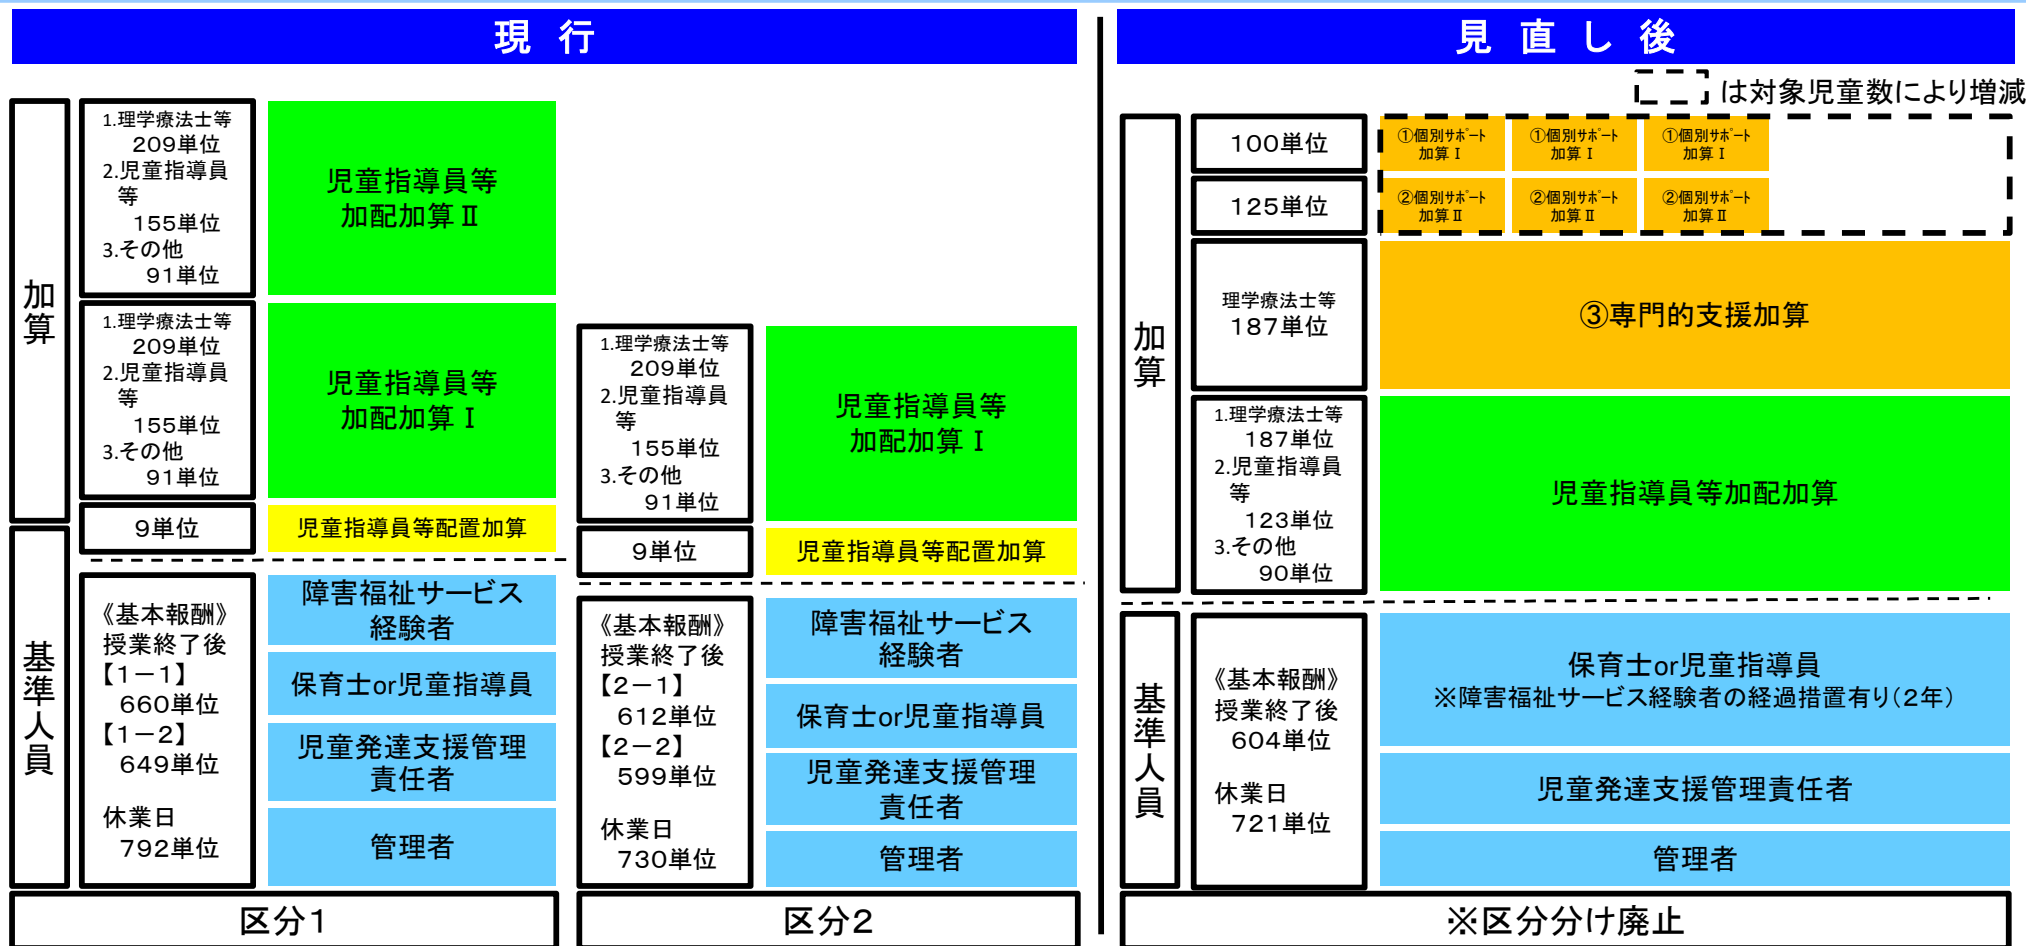 現 行
加算
1.理学療法士等
209単位
2.児童指導員
等
155単位
3.その他
91単位
児童指導員等
加配加算Ⅱ
1.理学療法士等
209単位
2.児童指導員
等
155単位
3.その他
91単位
児童指導員等
加配加算Ⅰ
9単位
児童指導員等配置加算
基準人員
《基本報酬》
授業終了後
【1－1】
660単位
【1－2】
649単位
休業日
792単位
障害福祉サービス
経験者
保育士or児童指導員
児童発達支援管理
責任者
管理者
区分1
1.理学療法士等
209単位
2.児童指導員
等
155単位
3.その他
91単位
児童指導員等
加配加算Ⅰ
9単位
児童指導員等配置加算
《基本報酬》
授業終了後
【2－1】
612単位
【2－2】
599単位
休業日
730単位
障害福祉サービス
経験者
保育士or児童指導員
児童発達支援管理
責任者
管理者
区分2
見 直 し 後
は対象児童数により増減
加算
100単位
①個別サポート
加算Ⅰ
①個別サポート
加算Ⅰ
①個別サポート
加算Ⅰ
125単位
②個別サポート
加算Ⅱ
②個別サポート
加算Ⅱ
②個別サポート
加算Ⅱ
理学療法士等
187単位
③専門的支援加算
1.理学療法士等
187単位
2.児童指導員
等
123単位
3.その他
90単位
児童指導員等加配加算
基準人員
《基本報酬》
授業終了後
604単位
休業日
721単位
保育士or児童指導員
※障害福祉サービス経験者の経過措置有り（2年）
児童発達支援管理責任者
管理者
※区分分け廃止